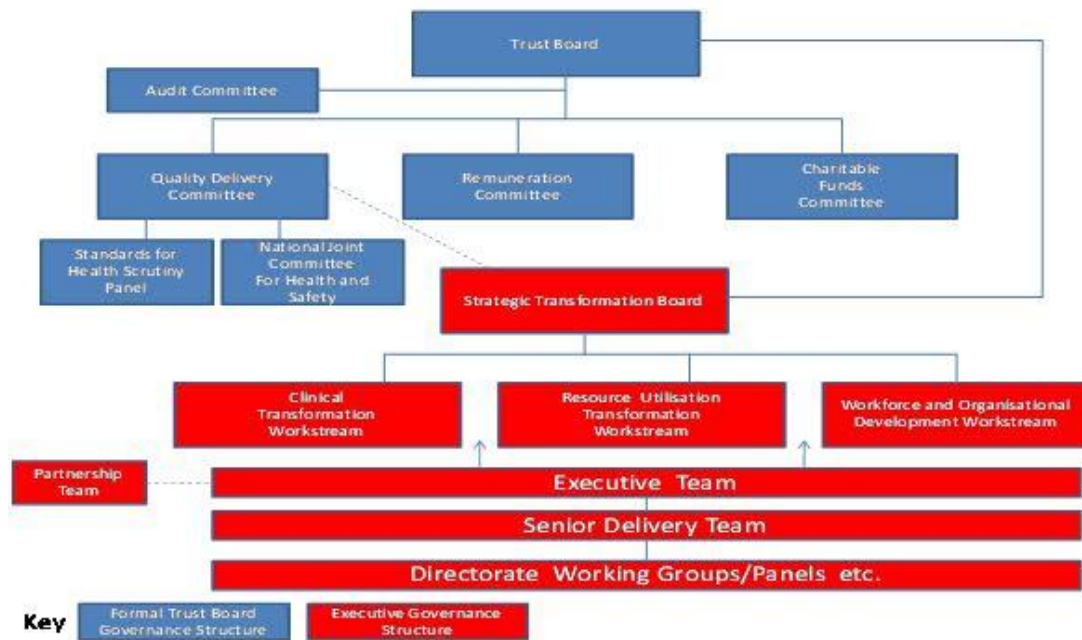 Trust Board
Audit Committee
Quality Delivery
Committee
Remuneration
Committee
Charitable
Funds
Committee
Standards for
Health Scrutiny
Panel
National Joint
Committee
For Health and
Safety
Strategic Transformation Board
Clinical
Transformation
Workstream
Resource Utilisation
Transformation
Workstream
Workforce and Organisational
Development Workstream
Partnership
Team
Executive Team
Senior Delivery Team
Directorate Working Groups/Panels etc.
Key
Formal Trust Board
Governance Structure
Executive Governance
Structure